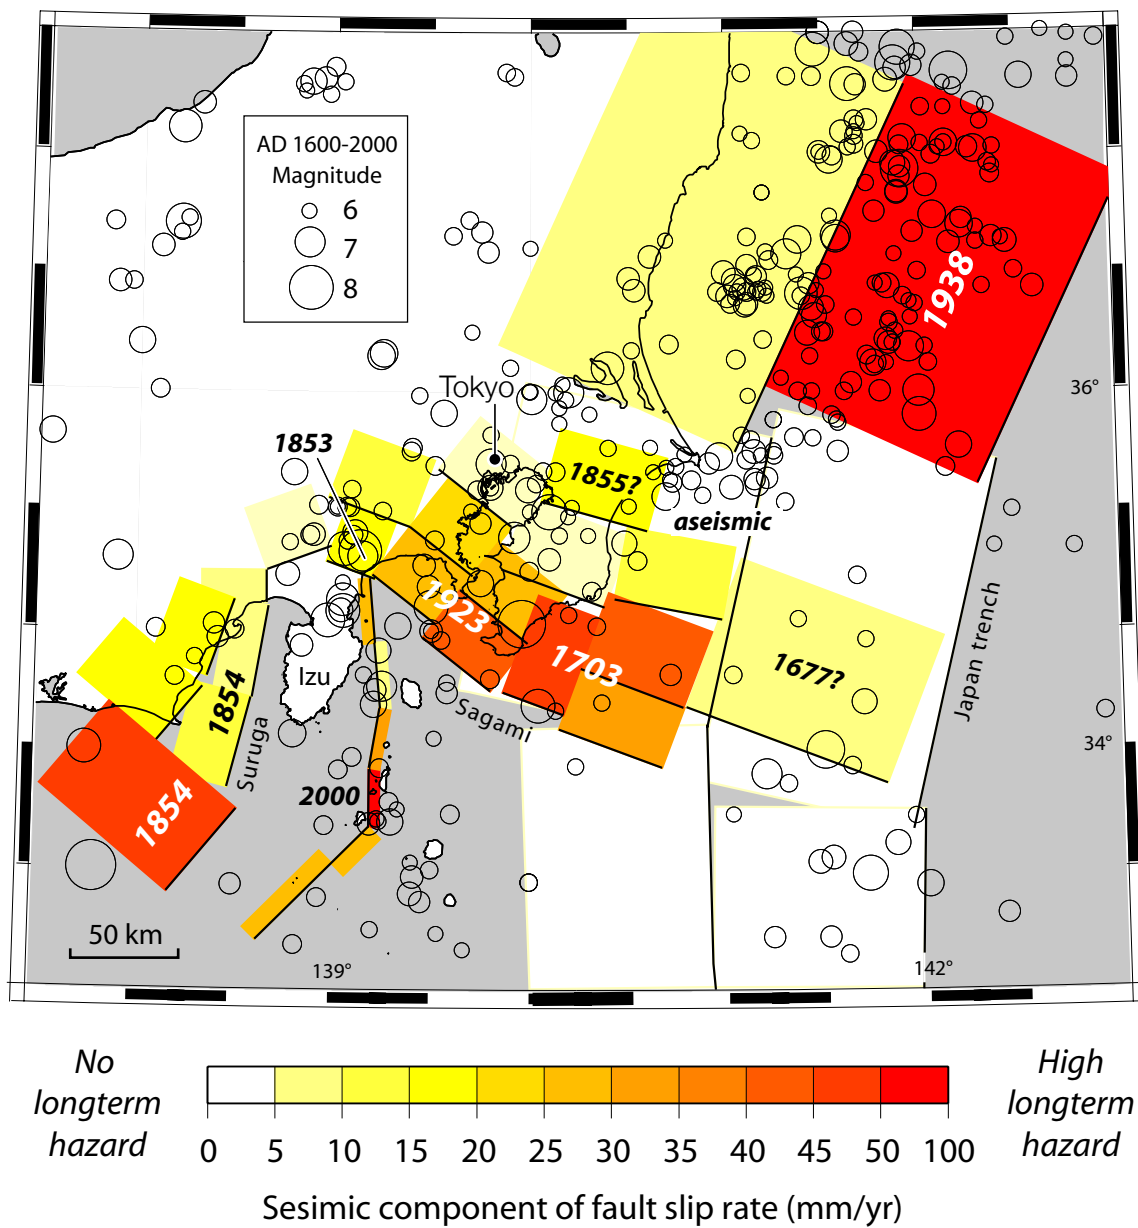 AD 1600-2000
Magnitude
6
7
8
1938
36°
Tokyo
1853
1855?
aseismic
1923
1703
1677?
Japan trench
Izu
1854
Suruga
Sagami
34°
2000
1854
50 km
139°
142°
No
longterm
hazard
High
longterm
hazard
0 5 10 15 20 25 30 35 40 45 50 100
Sesimic component of fault slip rate (mm/yr)